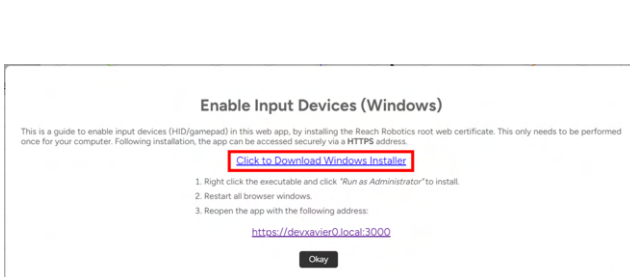 Enable Input Devices (Windows)
This is a guide to enable input devices (HID/gamepad) in this web app, by installing the Reach Robotics root web certificate. This only needs to be performed
once for your computer. Following installation, the app can be accessed securely via a HTTPS address.
Click to Download Windows Installer
1. Right click the executable and click "Run as Administrator" to install.
2. Restart all browser windows.
3. Reopen the app with the following address:
https://devxavier0.local:3000
Okay